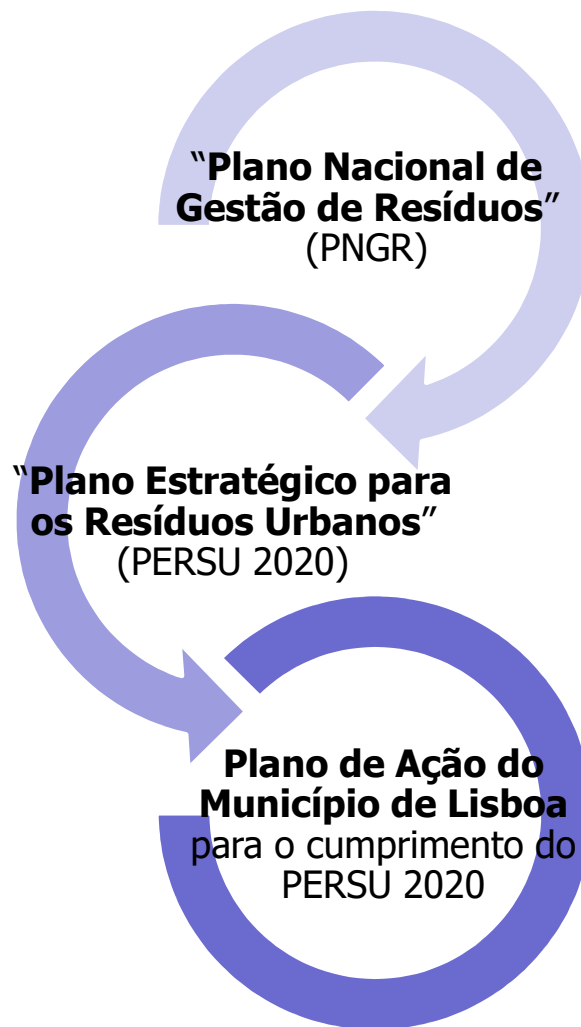 “Plano Nacional de
Gestão de Resíduos”
(PNGR)
“Plano Estratégico para
os Resíduos Urbanos”
(PERSU 2020)
Plano de Ação do
Município de Lisboa
para o cumprimento do
PERSU 2020